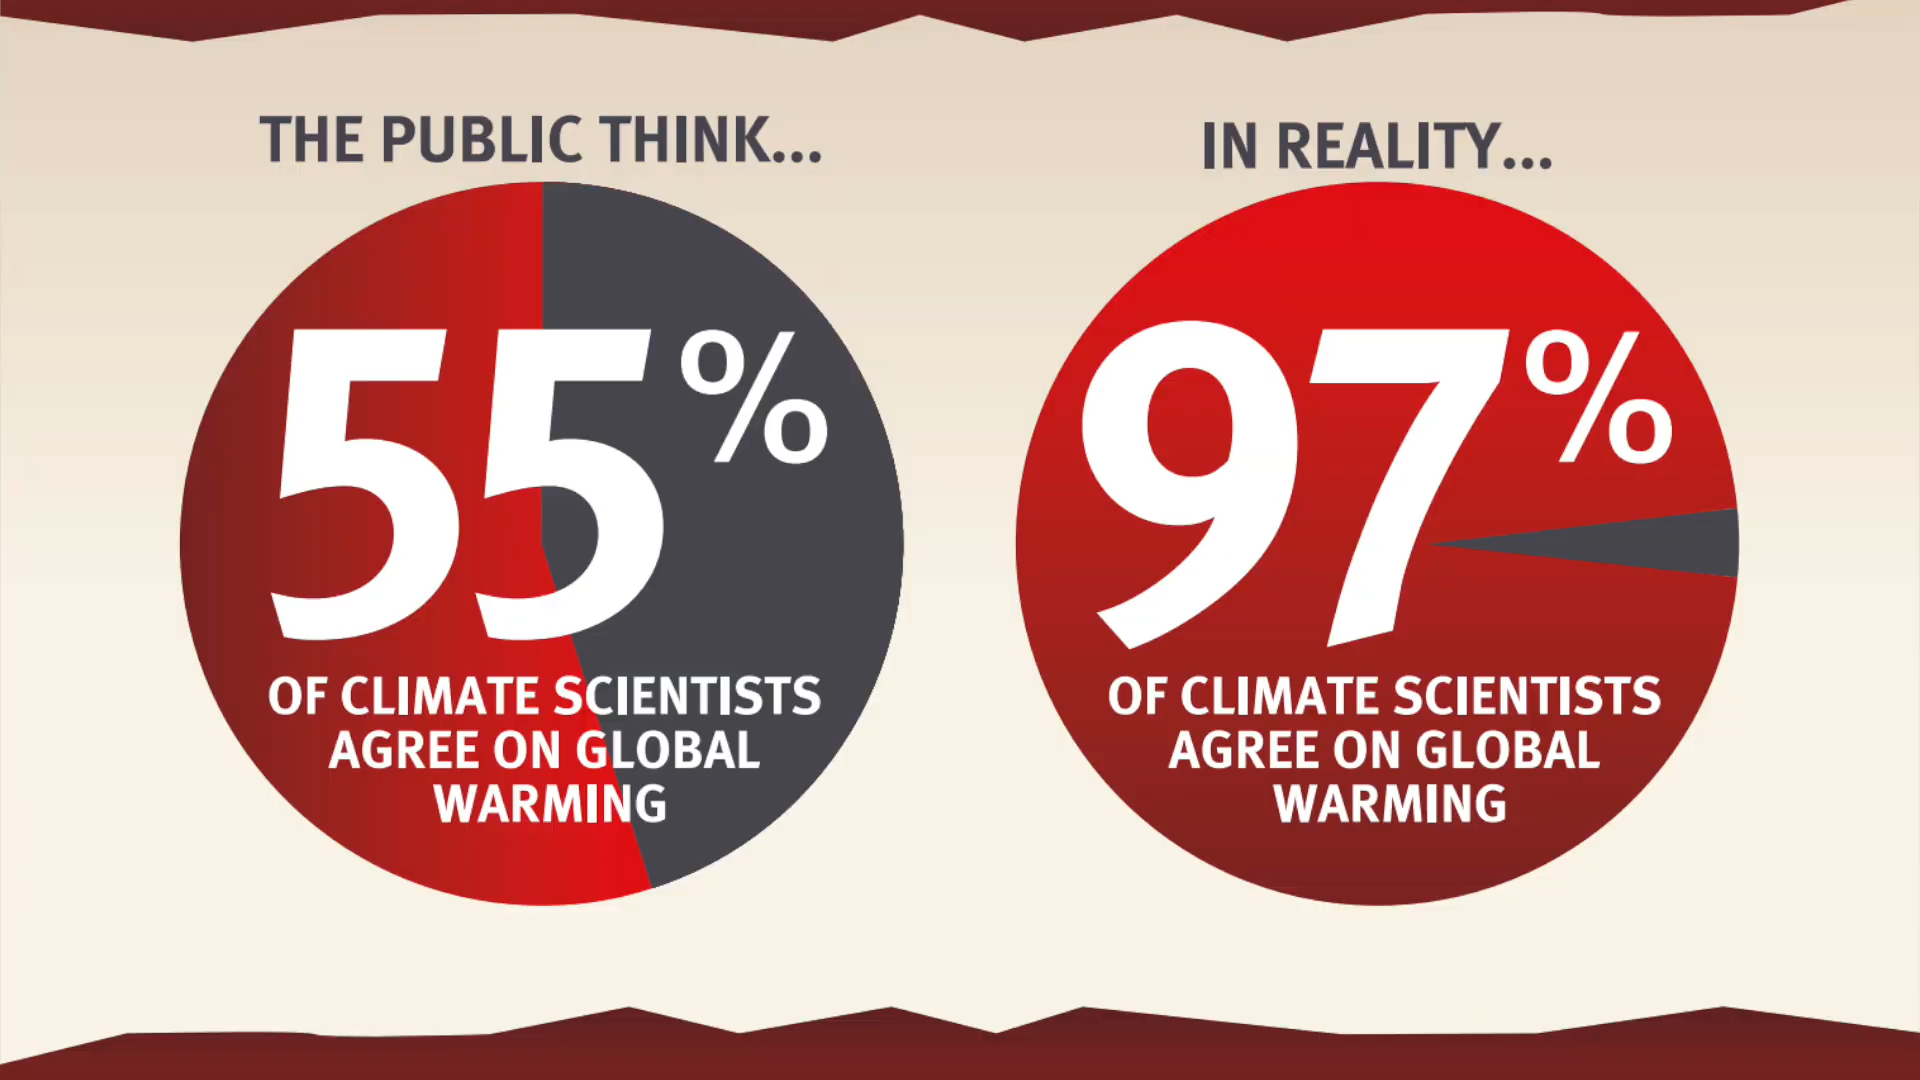 THE PUBLIC THINK...
55%
OF CLIMATE SCIENTISTS
AGREE ON GLOBAL
WARMING
IN REALITY...
97%
OF CLIMATE SCIENTISTS
AGREE ON GLOBAL
WARMING